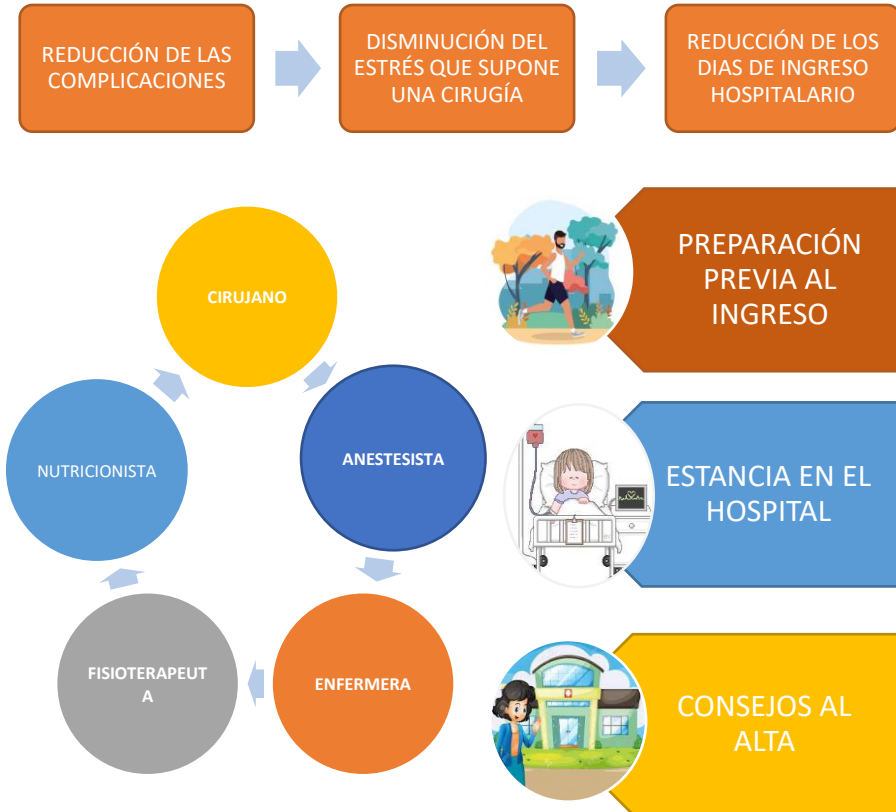 REDUCCIÓN DE LAS
COMPLICACIONES
DISMINUCIÓN DEL
ESTRÉS QUE SUPONE
UNA CIRUGÍA
REDUCCIÓN DE LOS
DIAS DE INGRESO
HOSPITALARIO
CIRUJANO
ANESTESISTA
ENFERMERA
FISIOTERAPEUT
A
NUTRICIONISTA
PREPARACIÓN
PREVIA AL
INGRESO
ESTANCIA EN EL
HOSPITAL
CONSEJOS AL
ALTA